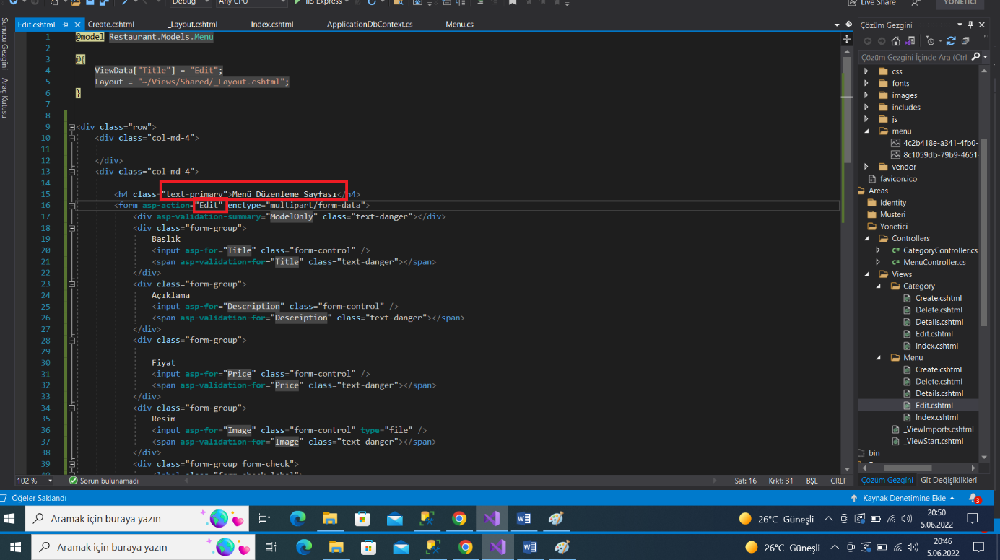 Debug
Any CPU
IIS Express
Live Share
YÖNETİCİ
Sunucu Gezgini
Araç Kutusu
Edit.cshtml
Create.cshtml
_Layout.cshtml
Index.cshtml
ApplicationDbContext.cs
Menu.cs
1 @model Restaurant.Models.Menu
2
3 @{
4 ViewData["Title"] = "Edit";
5 Layout = "~/Views/Shared/_Layout.cshtml";
6 }
7
8
9 <div class="row">
10 <div class="col-md-4">
11
12 </div>
13 <div class="col-md-4">
14
15 <h4 class="text-primary">Menü Düzenleme Sayfası</h4>
16 <form asp-action="Edit" enctype="multipart/form-data">
17 <div asp-validation-summary="ModelOnly" class="text-danger"></div>
18 <div class="form-group">
19 Başlık
20 <input asp-for="Title" class="form-control" />
21 <span asp-validation-for="Title" class="text-danger"></span>
22 </div>
23 <div class="form-group">
24 Açıklama
25 <input asp-for="Description" class="form-control" />
26 <span asp-validation-for="Description" class="text-danger"></span>
27 </div>
28 <div class="form-group">
29
30 Fiyat
31 <input asp-for="Price" class="form-control" />
32 <span asp-validation-for="Price" class="text-danger"></span>
33 </div>
34 <div class="form-group">
35 Resim
36 <input asp-for="Image" class="form-control" type="file" />
37 <span asp-validation-for="Image" class="text-danger"></span>
38 </div>
39 <div class="form-group form-check">
102 %
Sorun bulunamadı
Sat: 16
Krkt: 31
BŞL
CRLF
Çözüm Gezgini
Çözüm Gezgini İçinde Ara (Ctrl
css
fonts
images
includes
js
menu
4c2b418e-a341-4fb0-
8c1059db-79b9-4651-
vendor
favicon.ico
Areas
Identity
Musteri
Yonetici
Controllers
CategoryController.cs
MenuController.cs
Views
Category
Create.cshtml
Delete.cshtml
Details.cshtml
Edit.cshtml
Index.cshtml
Menu
Create.cshtml
Delete.cshtml
Details.cshtml
Edit.cshtml
Index.cshtml
_ViewImports.cshtml
_ViewStart.cshtml
bin
Çözüm Gezgini
Git Değişiklikleri
Öğeler Saklandı
Kaynak Denetimine Ekle
3
Aramak için buraya yazın
26°C Güneşli
20:50
5.06.2022
Aramak için buraya yazın
26°C Güneşli
20:46
5.06.2022